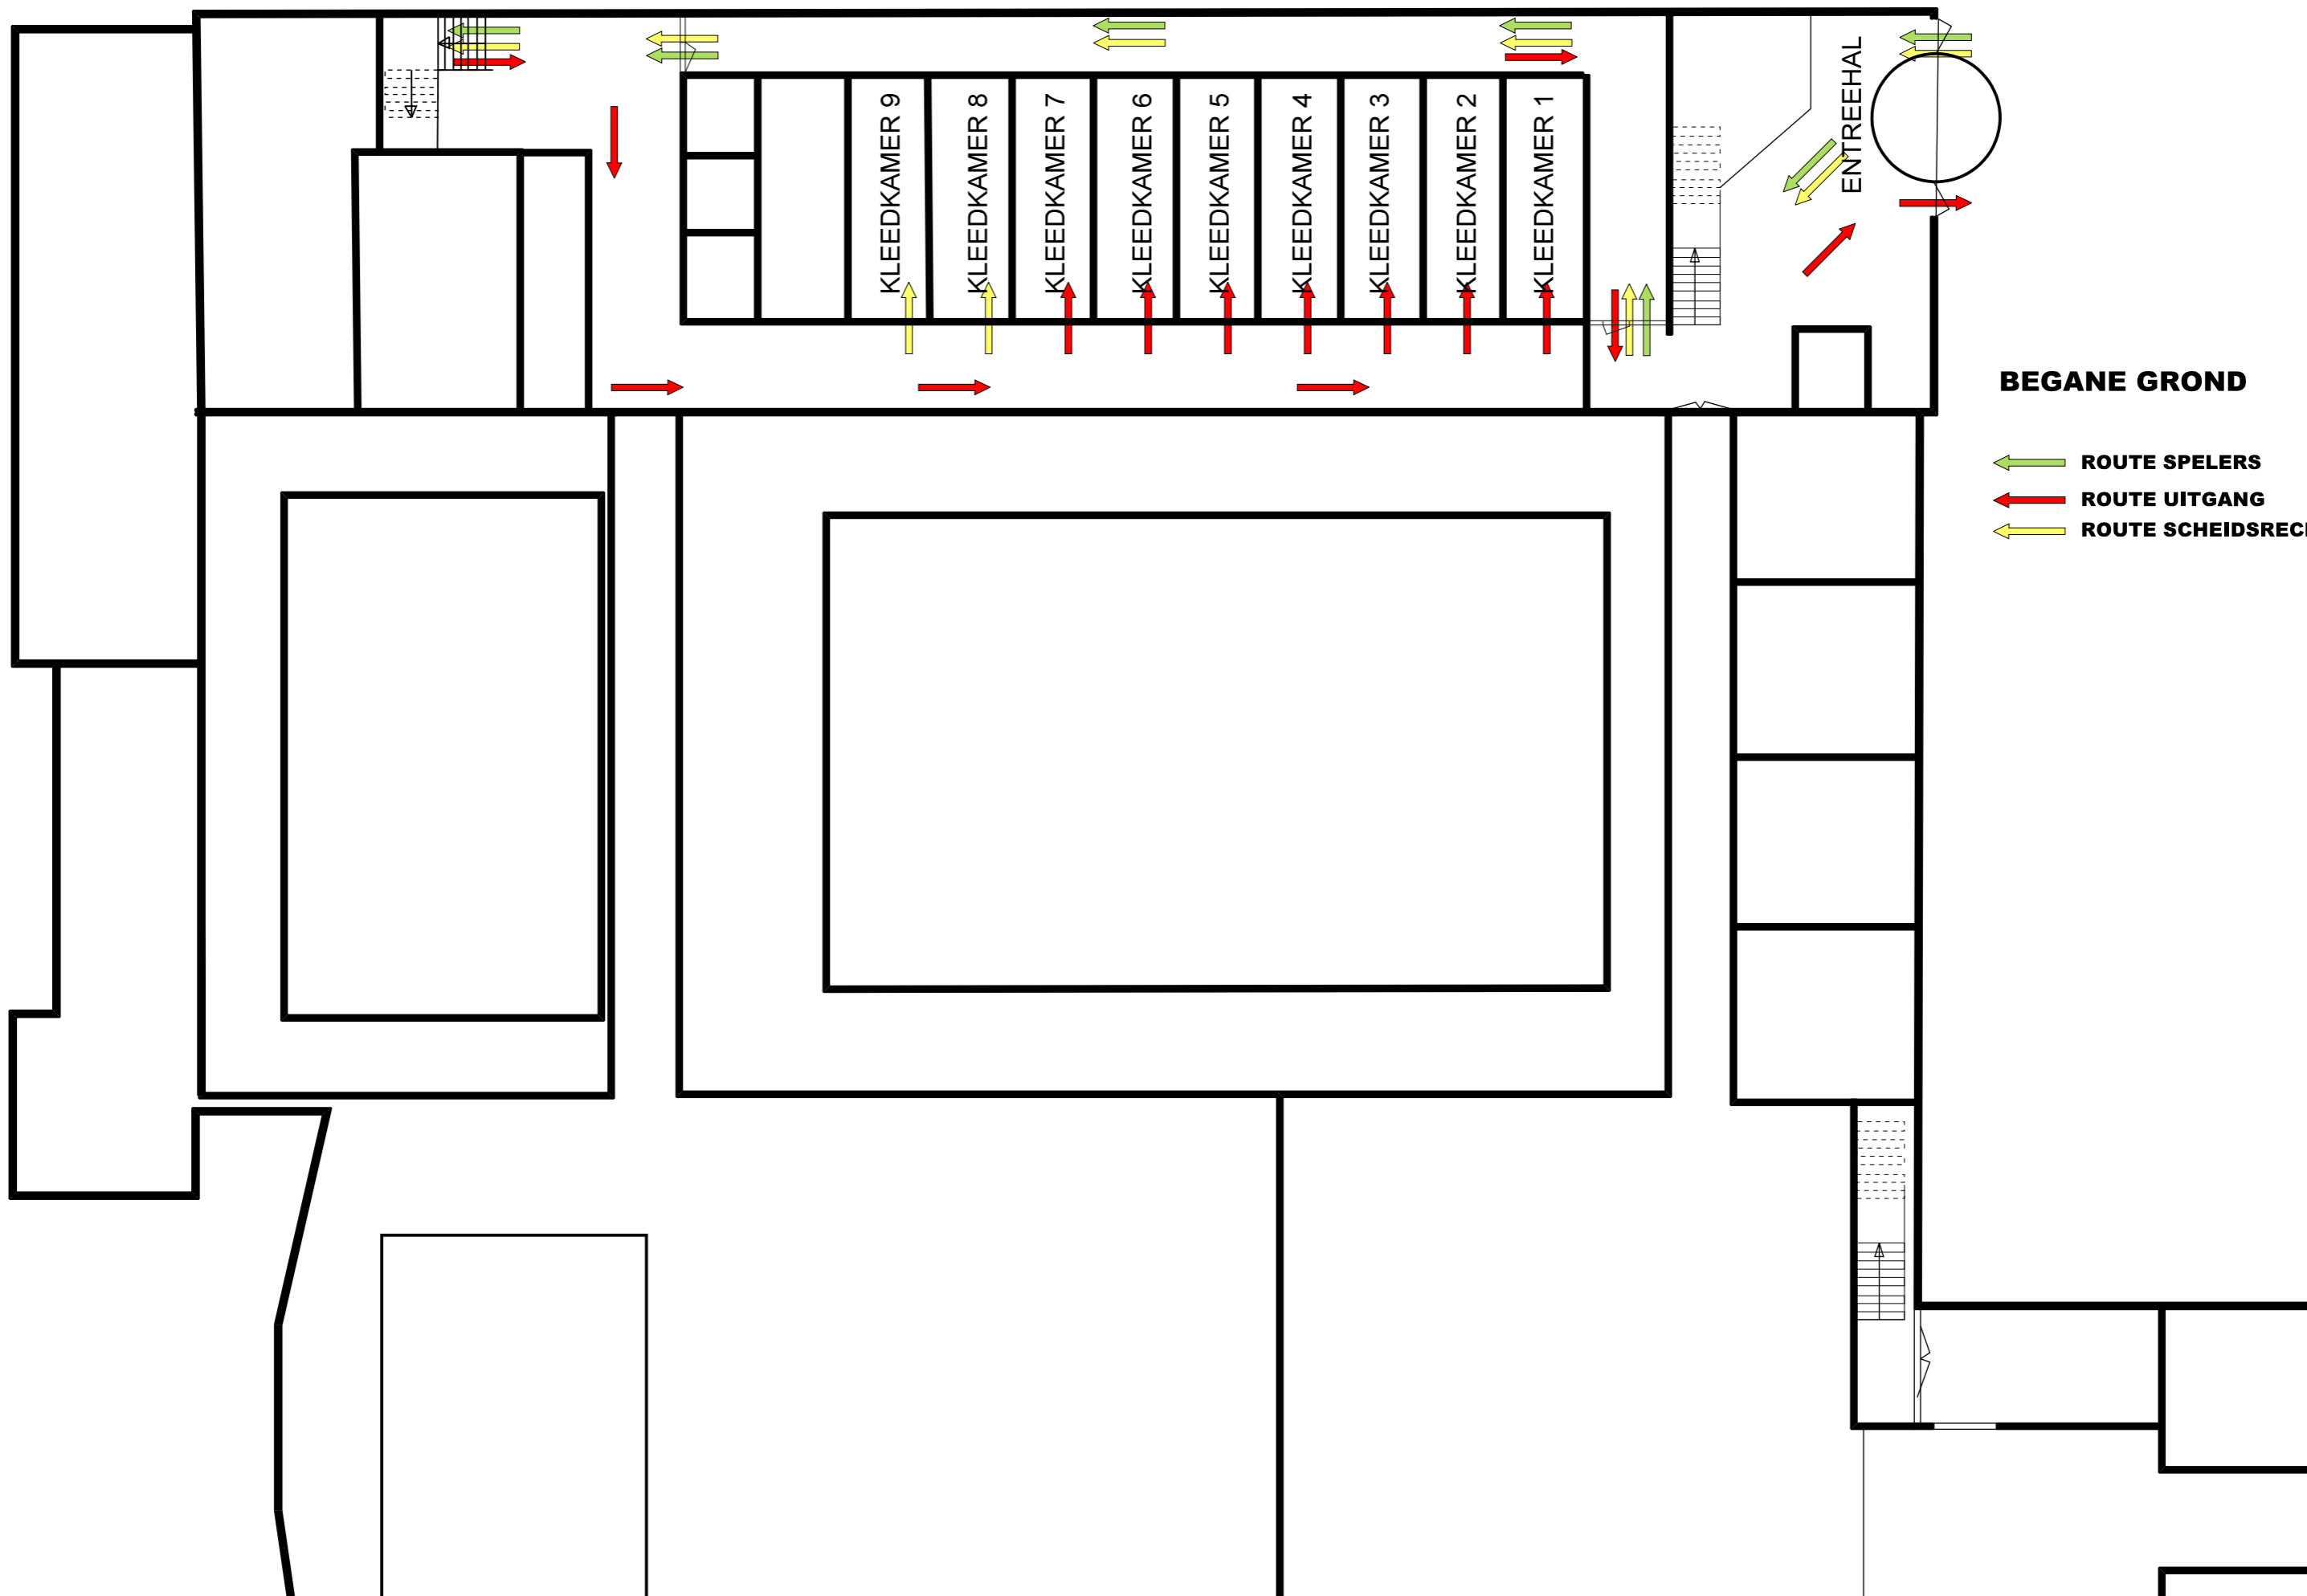 KLEEDKAMER 9
KLEEDKAMER 8
KLEEDKAMER 7
KLEEDKAMER 6
KLEEDKAMER 5
KLEEDKAMER 4
KLEEDKAMER 3
KLEEDKAMER 2
KLEEDKAMER 1
ENTREEHAL
BEGANE GROND
ROUTE SPELERS
ROUTE UITGANG
ROUTE